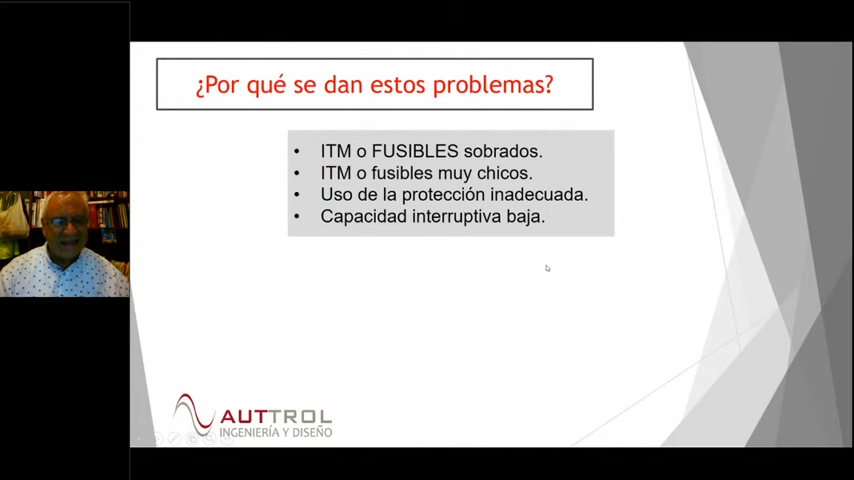 ¿Por qué se dan estos problemas?
• ITM o FUSIBLES sobrados.
• ITM o fusibles muy chicos.
• Uso de la protección inadecuada.
• Capacidad interruptiva baja.
AUTTROL
INGENIERÍA Y DISEÑO